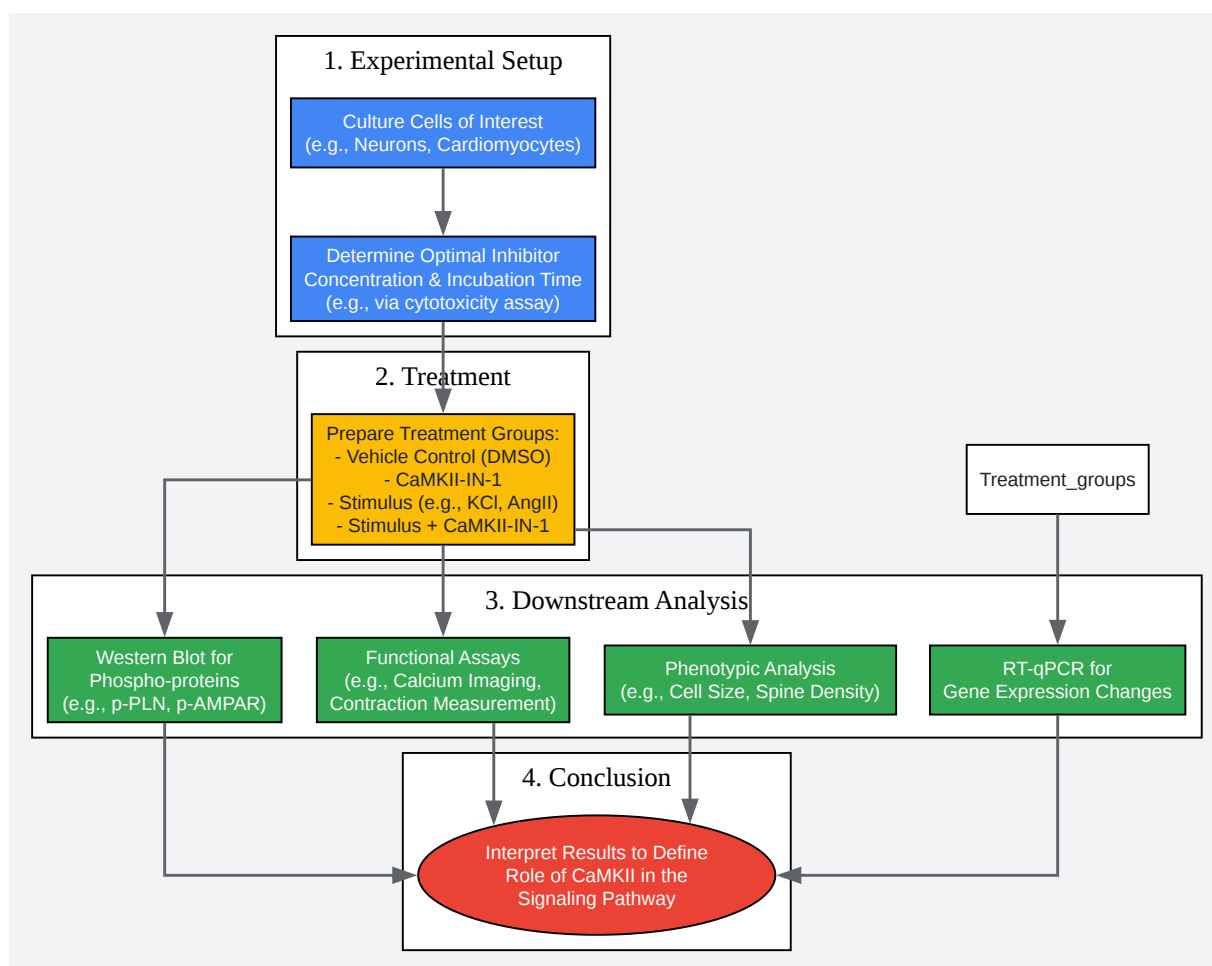 1. Experimental Setup
Culture Cells of Interest
(e.g., Neurons, Cardiomyocytes)
Determine Optimal Inhibitor
Concentration & Incubation Time
(e.g., via cytotoxicity assay)
2. Treatment
Prepare Treatment Groups:
- Vehicle Control (DMSO)
- CaMKII-IN-1
- Stimulus (e.g., KCl, AngII)
- Stimulus + CaMKII-IN-1
Treatment_groups
3. Downstream Analysis
Western Blot for
Phospho-proteins
(e.g., p-PLN, p-AMPAR)
Functional Assays
(e.g., Calcium Imaging,
Contraction Measurement)
Phenotypic Analysis
(e.g., Cell Size, Spine Density)
RT-qPCR for
Gene Expression Changes
4. Conclusion
Interpret Results to Define
Role of CaMKII in the
Signaling Pathway